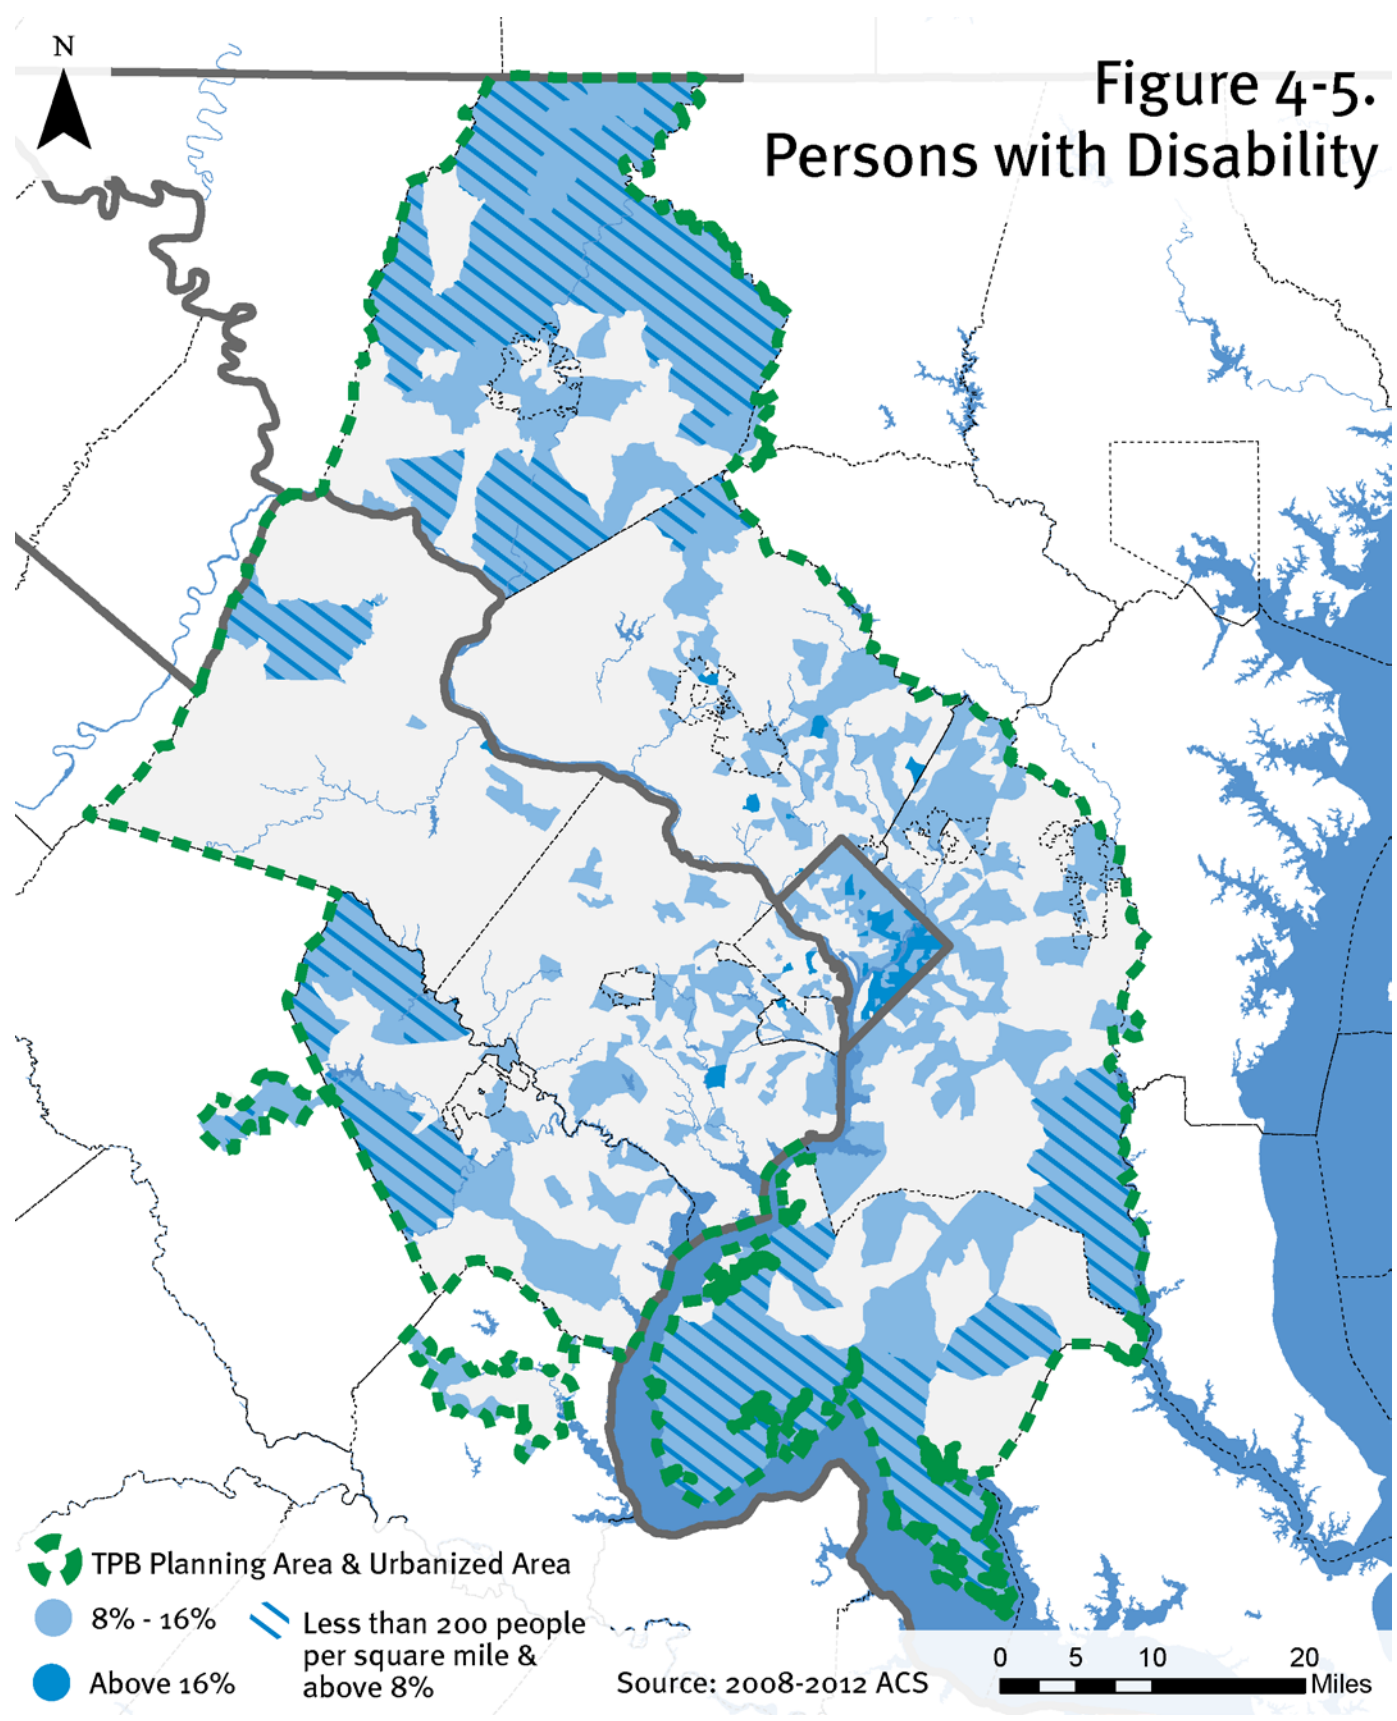 N
Figure 4-5.
Persons with Disability
TPB Planning Area & Urbanized Area
8% - 16%
Less than 200 people
per square mile &
above 8%
Above 16%
Source: 2008-2012 ACS
0 5 10 20
Miles